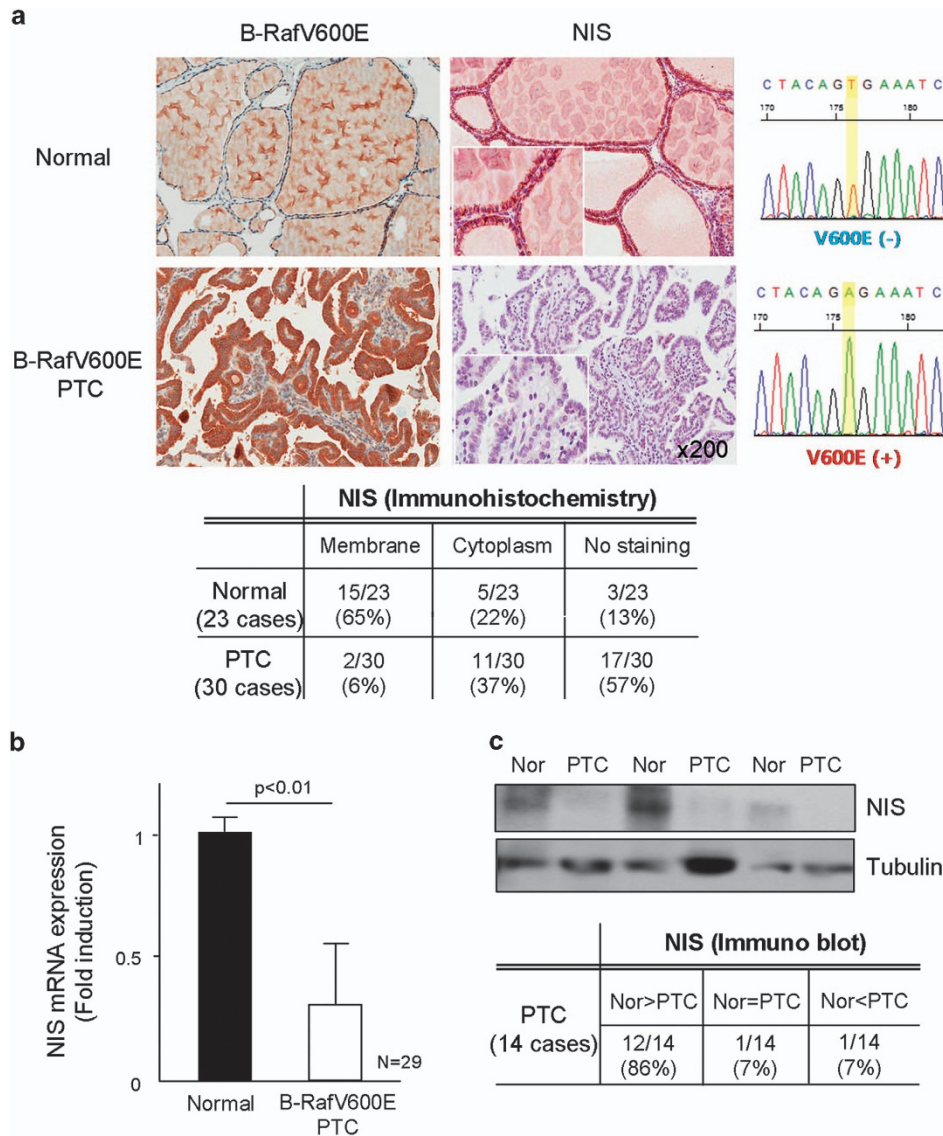 a
B-RafV600E NIS
Normal
CTACAGTGAAATC
170 175 180
V600E (-)
B-RafV600E
PTC
x200
CTACAGAGAAATC
170 175 180
V600E (+)
NIS (Immunohistochemistry)
Membrane Cytoplasm No staining
Normal
(23 cases)
15/23 5/23 3/23
(65%) (22%) (13%)
PTC
(30 cases)
2/30 11/30 17/30
(6%) (37%) (57%)
b
NIS mRNA expression
(Fold induction)
p<0.01
1
0.5
0
N=29
Normal B-RafV600E
PTC
c
Nor PTC Nor PTC Nor PTC
NIS
Tubulin
NIS (Immuno blot)
PTC
(14 cases)
Nor>PTC Nor=PTC Nor<PTC
12/14 1/14 1/14
(86%) (7%) (7%)